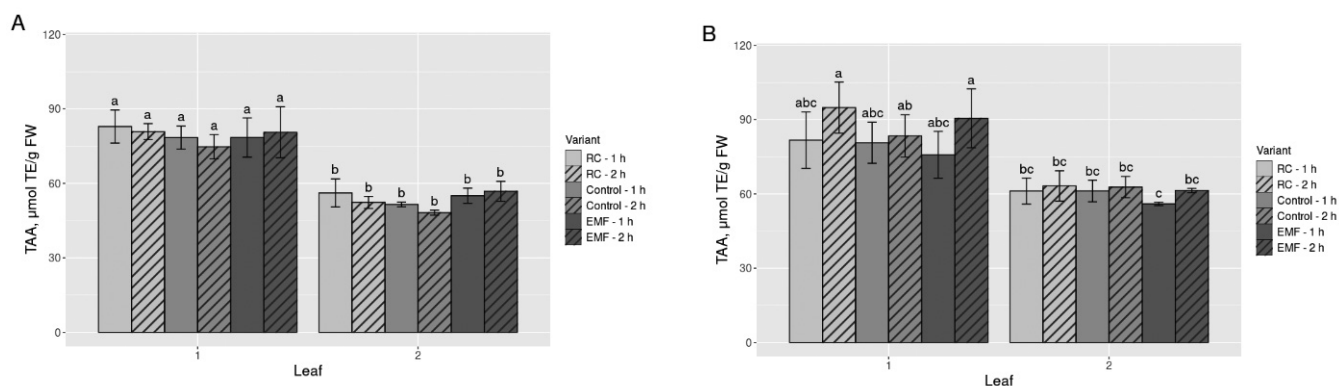 A
120
90
60
30
0
TAA, μmol TE/g FW
a a a a a a
b b b b b b
1 2
Leaf
Variant
RC - 1 h
RC - 2 h
Control - 1 h
Control - 2 h
EMF - 1 h
EMF - 2 h
B
120
90
60
30
0
TAA, μmol TE/g FW
abc a abc ab abc a
bc bc bc bc c bc
1 2
Leaf
Variant
RC - 1 h
RC - 2 h
Control - 1 h
Control - 2 h
EMF - 1 h
EMF - 2 h